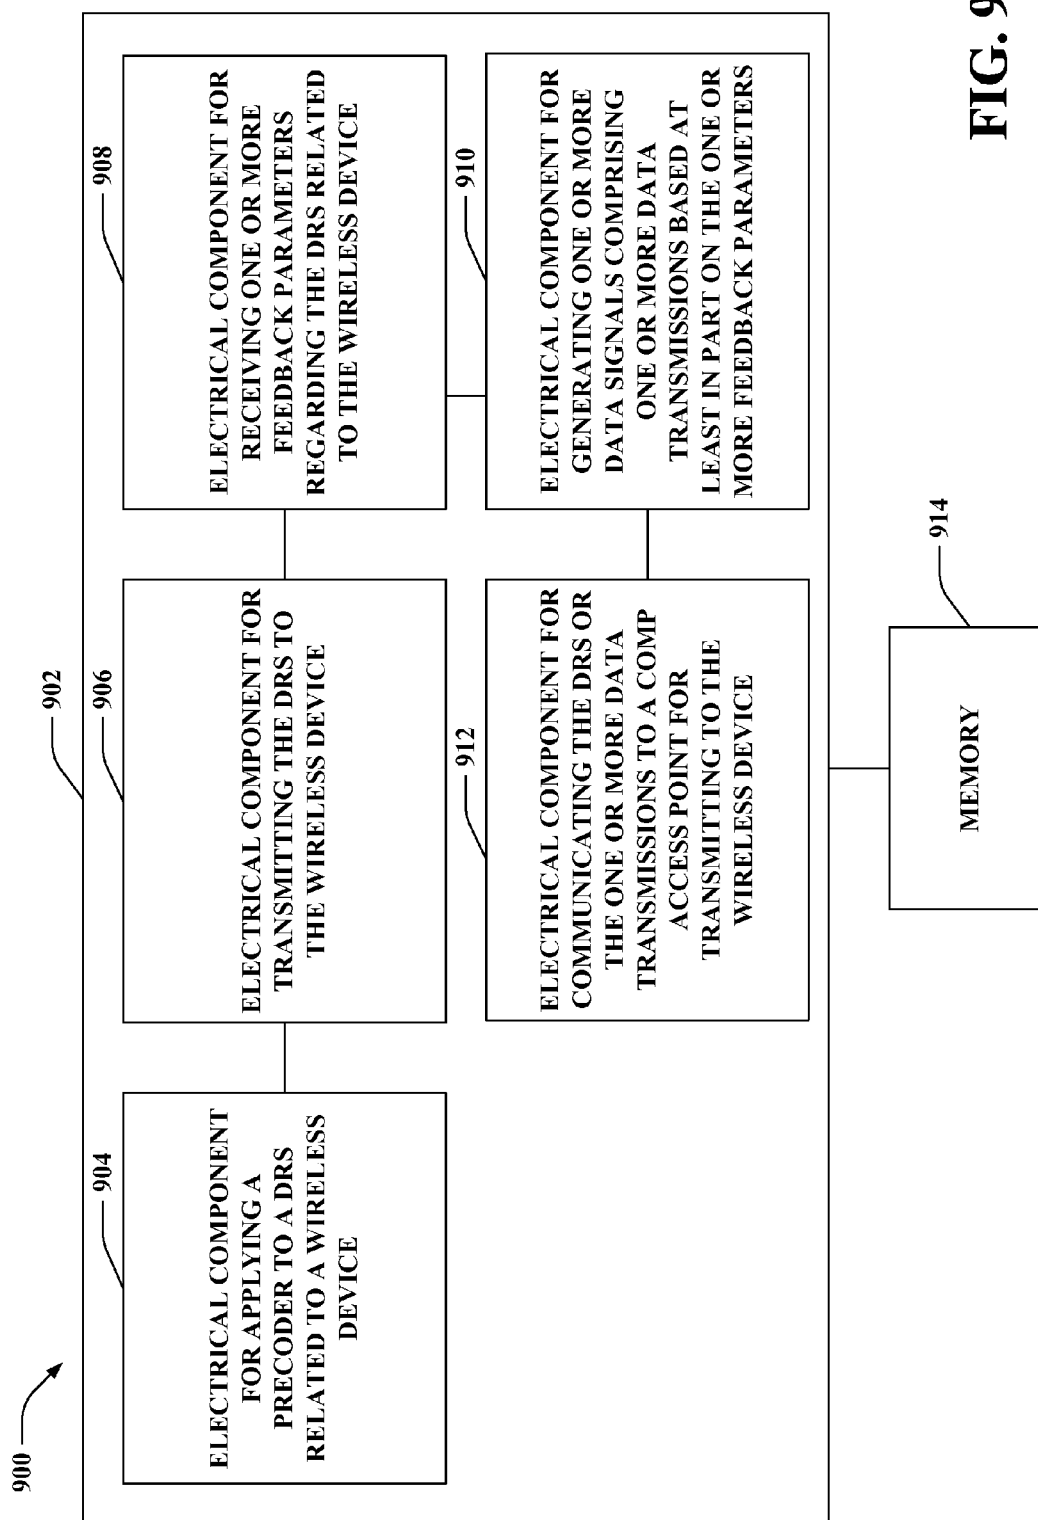 900
902
904
ELECTRICAL COMPONENT
FOR APPLYING A
PRECODER TO A DRS
RELATED TO A WIRELESS
DEVICE
906
ELECTRICAL COMPONENT FOR
TRANSMITTING THE DRS TO
THE WIRELESS DEVICE
908
ELECTRICAL COMPONENT FOR
RECEIVING ONE OR MORE
FEEDBACK PARAMETERS
REGARDING THE DRS RELATED
TO THE WIRELESS DEVICE
912
ELECTRICAL COMPONENT FOR
COMMUNICATING THE DRS OR
THE ONE OR MORE DATA
TRANSMISSIONS TO A COMP
ACCESS POINT FOR
TRANSMITTING TO THE
WIRELESS DEVICE
910
ELECTRICAL COMPONENT FOR
GENERATING ONE OR MORE
DATA SIGNALS COMPRISING
ONE OR MORE DATA
TRANSMISSIONS BASED AT
LEAST IN PART ON THE ONE OR
MORE FEEDBACK PARAMETERS
914
MEMORY
FIG. 9